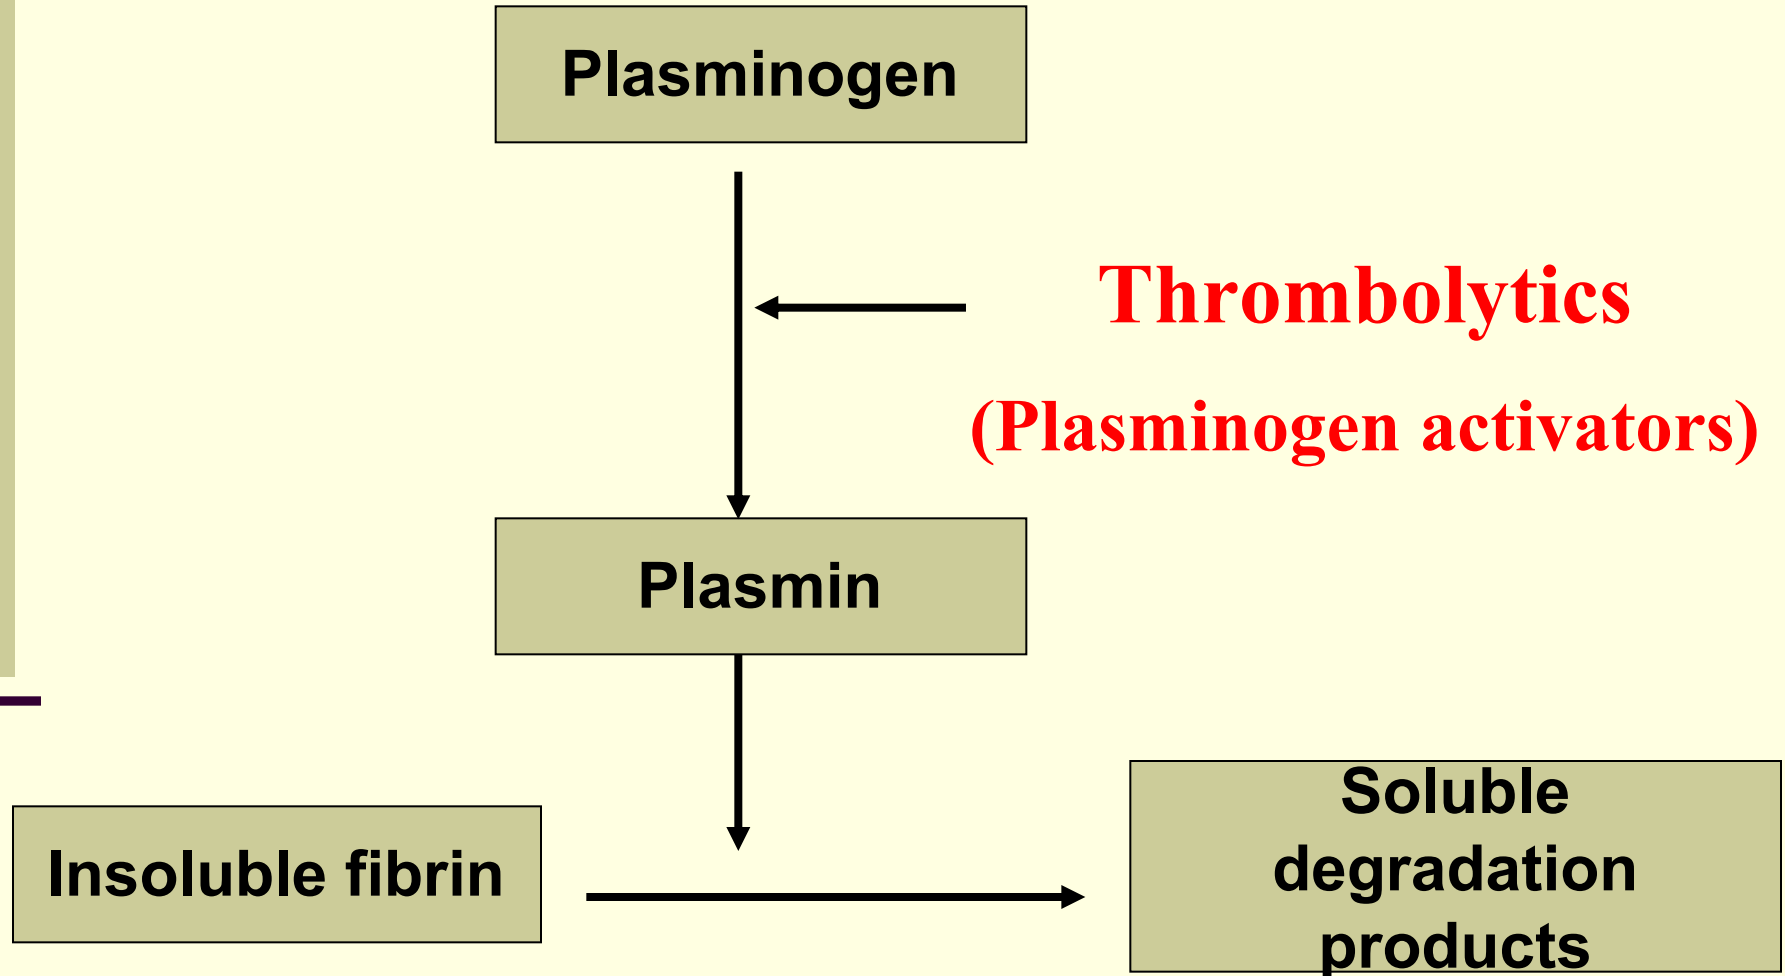 Plasminogen
Thrombolytics
(Plasminogen activators)
Plasmin
Insoluble fibrin
Soluble
degradation
products